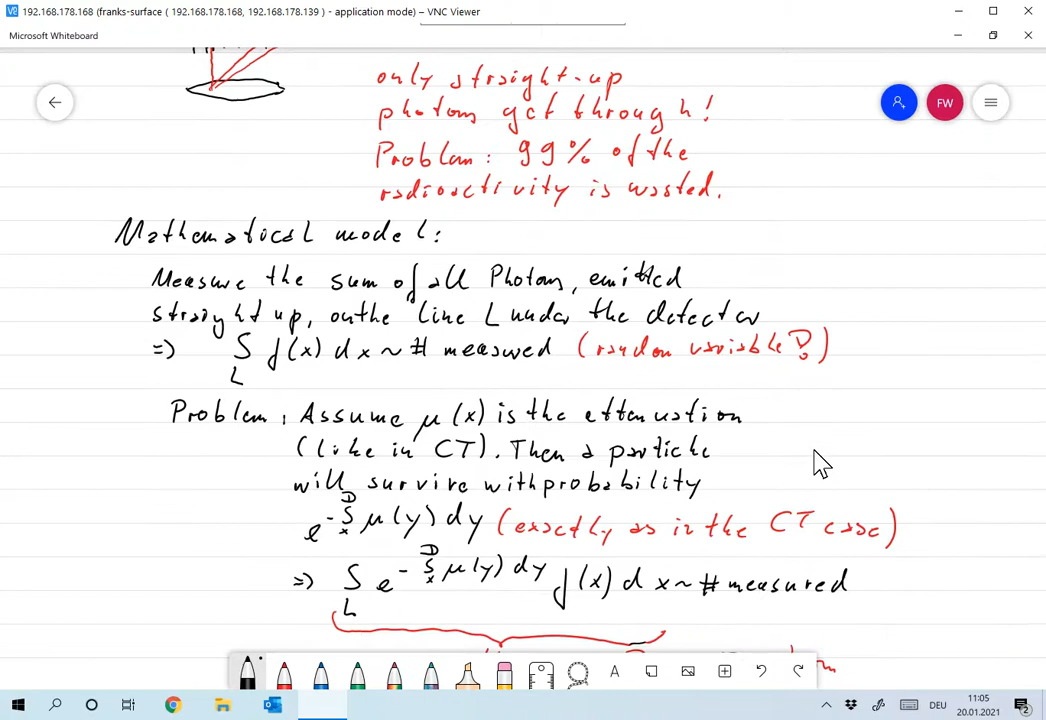 192.168.178.168 (franks-surface ( 192.168.178.168, 192.168.178.139 ) - application mode) – VNC Viewer
Microsoft Whiteboard
FW
only straight-up
photons get through!
Problem: 99% of the
radioactivity is wasted.
Mathematical model:
Measure the sum of all Photons, emitted
straight up, on the line L under the detector
=> ∫_L f(x) dx ~ # measured (random variable!)
Problem: Assume μ(x) is the attenuation
(like in CT). Then a particle
will survive with probability
e^{-∫_x^D μ(y) dy} (exactly as in the CT case)
=> ∫_L e^{-∫_x^D μ(y) dy} f(x) dx ~ # measured
A
DEU
11:05
20.01.2021
2